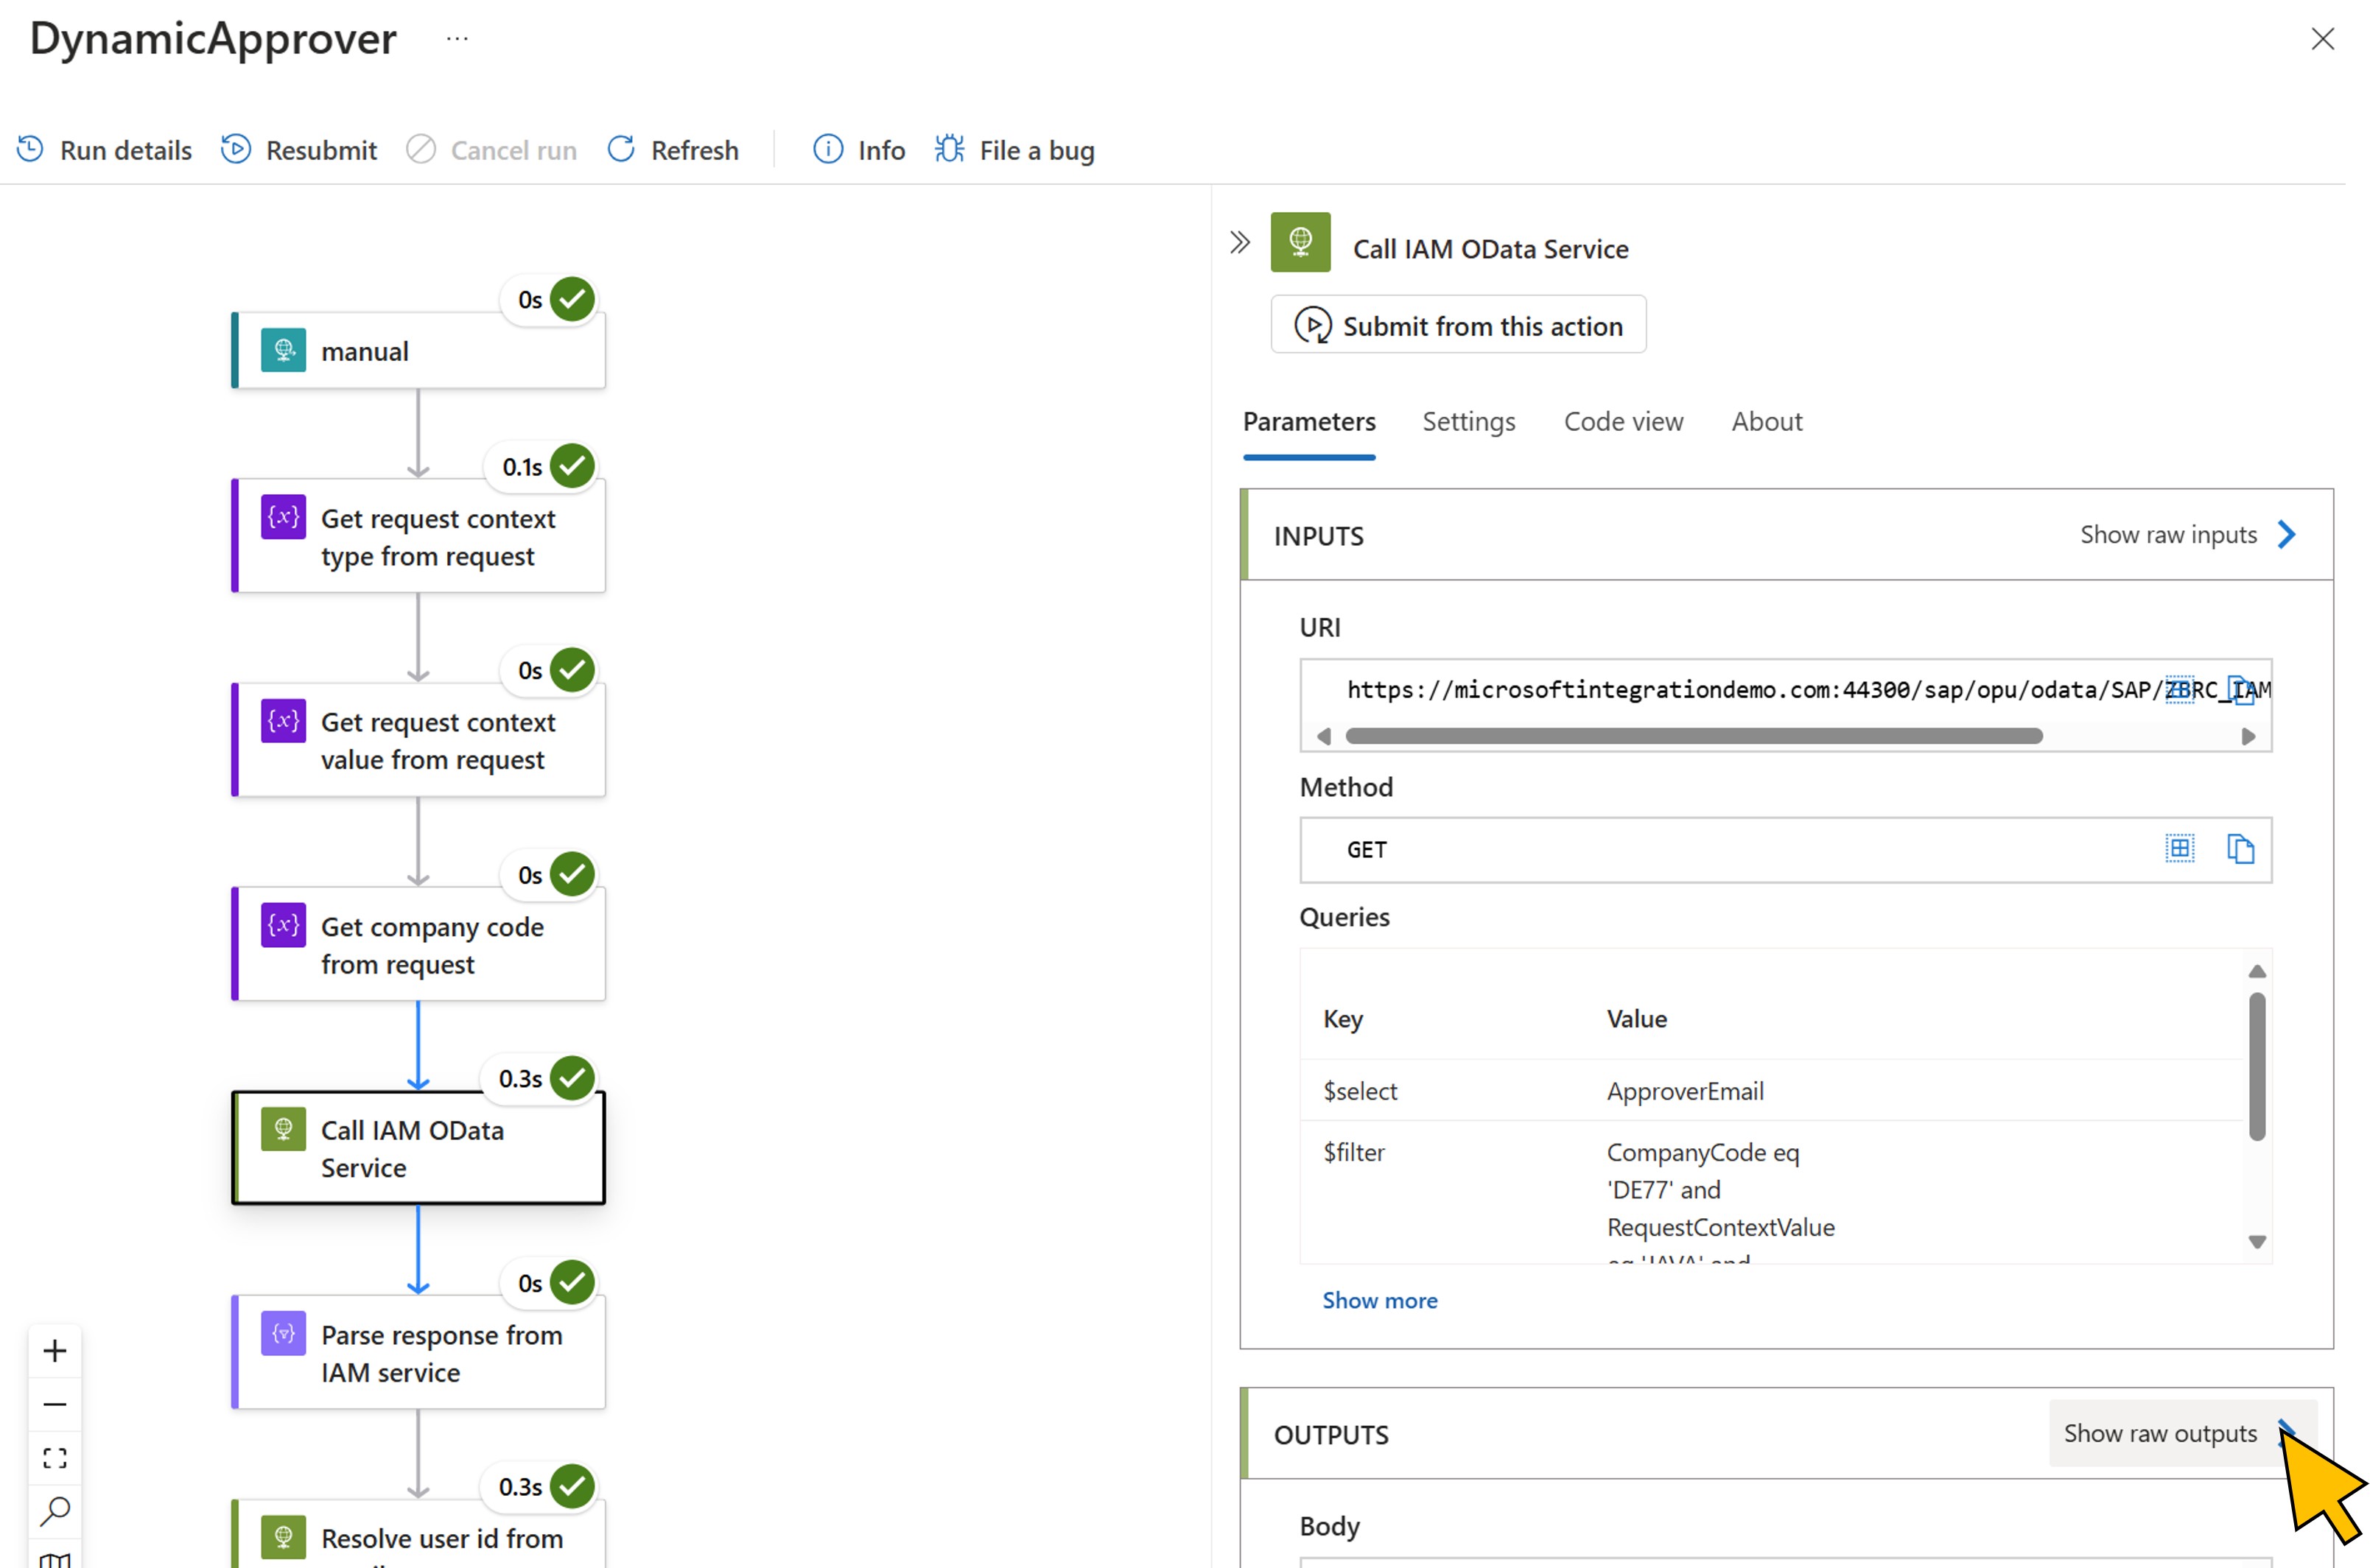 DynamicApprover ...
Run details Resubmit Cancel run Refresh Info File a bug
0s
manual
0.1s
{x} Get request context
type from request
0s
{x} Get request context
value from request
0s
{x} Get company code
from request
0.3s
Call IAM OData
Service
0s
Parse response from
IAM service
0.3s
Resolve user id from
Call IAM OData Service
Submit from this action
Parameters Settings Code view About
INPUTS Show raw inputs
URI
https://microsoftintegrationdemo.com:44300/sap/opu/odata/SAP/ZBRC_IAM
Method
GET
Queries
Key Value
$select ApproverEmail
$filter CompanyCode eq
'DE77' and
RequestContextValue
eq 'JAVA' and
Show more
OUTPUTS Show raw outputs
Body